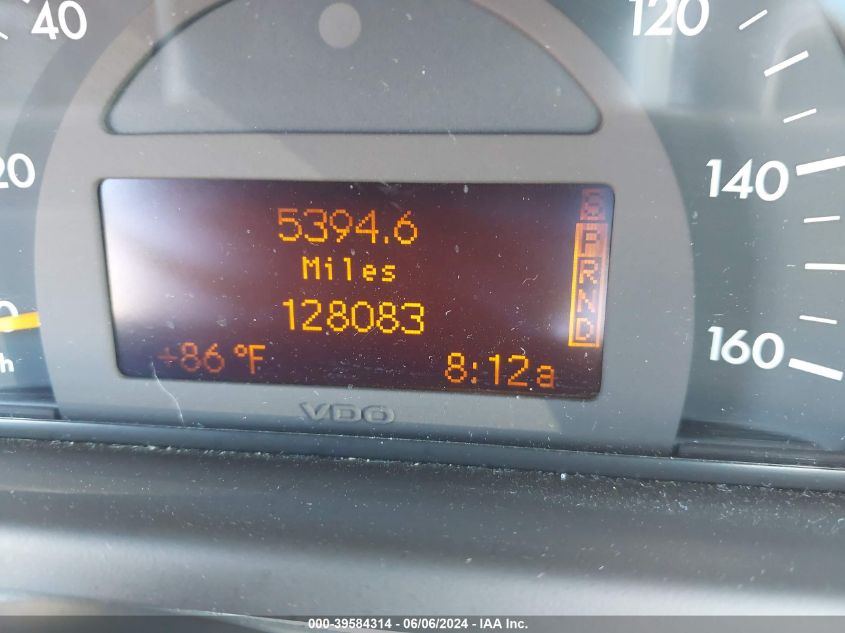 40
120
20
140
5394.6
S
P
Miles
R
128083
N
D
0
160
h
+86 °F
8:12a
VDO
000-39584314 / 06/06/2024 - IAA Inc.